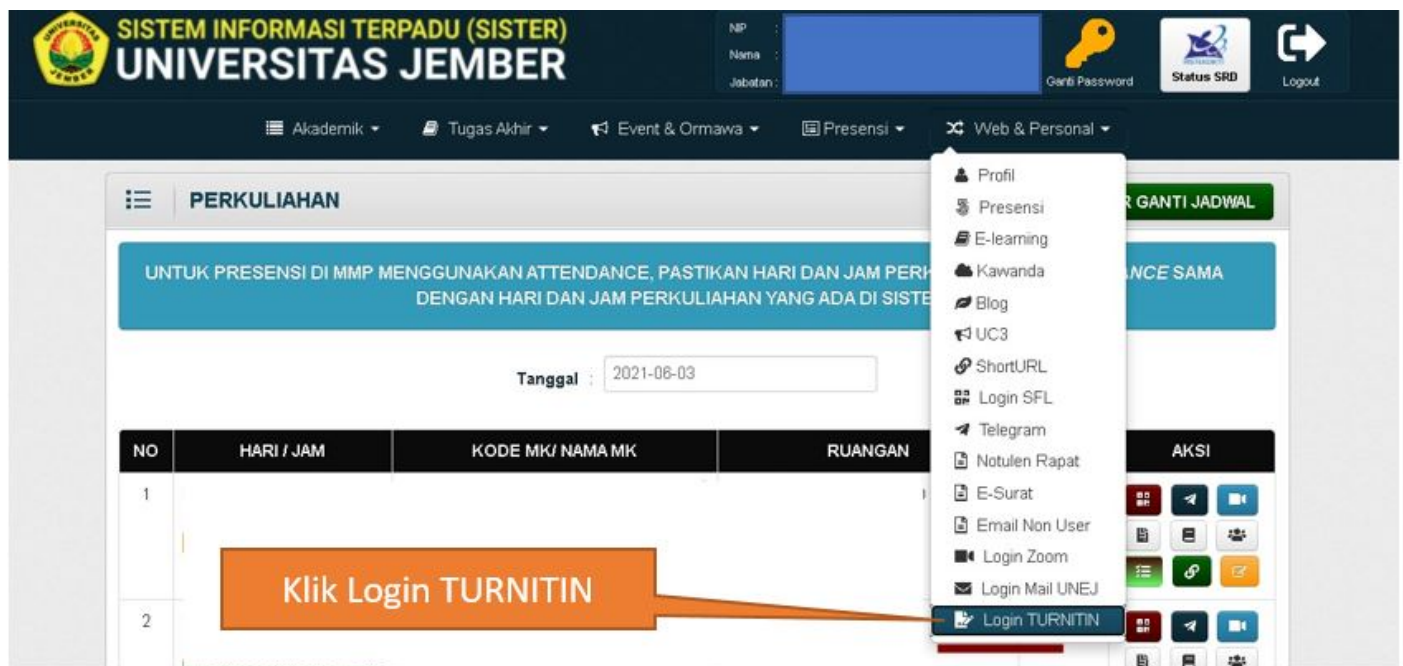 SISTEM INFORMASI TERPADU (SISTER)
UNIVERSITAS JEMBER
UNIVERSITAS
JEMBER
NIP :
Nama :
Jabatan :
Ganti Password
Status SRD
Logout
Akademik
Tugas Akhir
Event & Ormawa
Presensi
Web & Personal
PERKULIAHAN
R GANTI JADWAL
UNTUK PRESENSI DI MMP MENGGUNAKAN ATTENDANCE, PASTIKAN HARI DAN JAM PERK
NCE SAMA
DENGAN HARI DAN JAM PERKULIAHAN YANG ADA DI SISTE
Tanggal : 2021-06-03
NO HARI / JAM KODE MK/ NAMA MK RUANGAN AKSI
1
2
Profil
Presensi
E-learning
Kawanda
Blog
UC3
ShortURL
Login SFL
Telegram
Notulen Rapat
E-Surat
Email Non User
Login Zoom
Login Mail UNEJ
Login TURNITIN
Klik Login TURNITIN